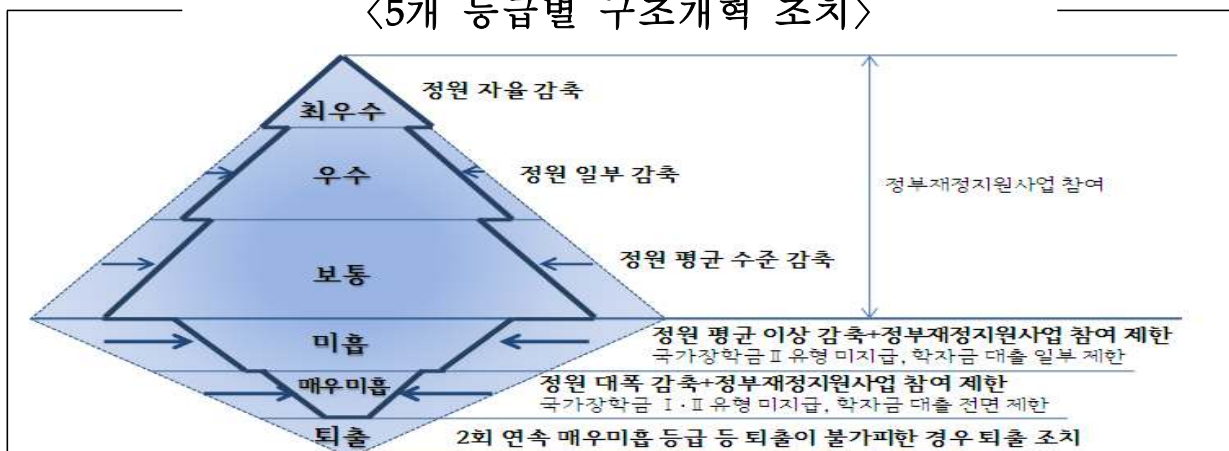 <5개 등급별 구조개혁 조치>
최우수
정원 자율 감축
우수
정원 일부 감축
정부재정지원사업 참여
보통
정원 평균 수준 감축
미흡
정원 평균 이상 감축+정부재정지원사업 참여 제한
국가장학금Ⅱ유형 미지급, 학자금 대출 일부 제한
매우미흡
정원 대폭 감축+정부재정지원사업 참여 제한
국가장학금 Ⅰ·Ⅱ유형 미지급, 학자금 대출 전면 제한
퇴출
2회 연속 매우미흡 등급 등 퇴출이 불가피한 경우 퇴출 조치